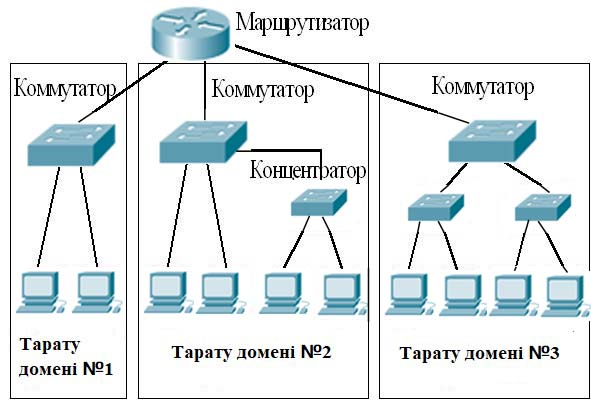 Маршрутизатор
Коммутатор
Коммутатор
Коммутатор
Концентратор
Тарату
домені №1
Тарату домені №2
Тарату домені №3